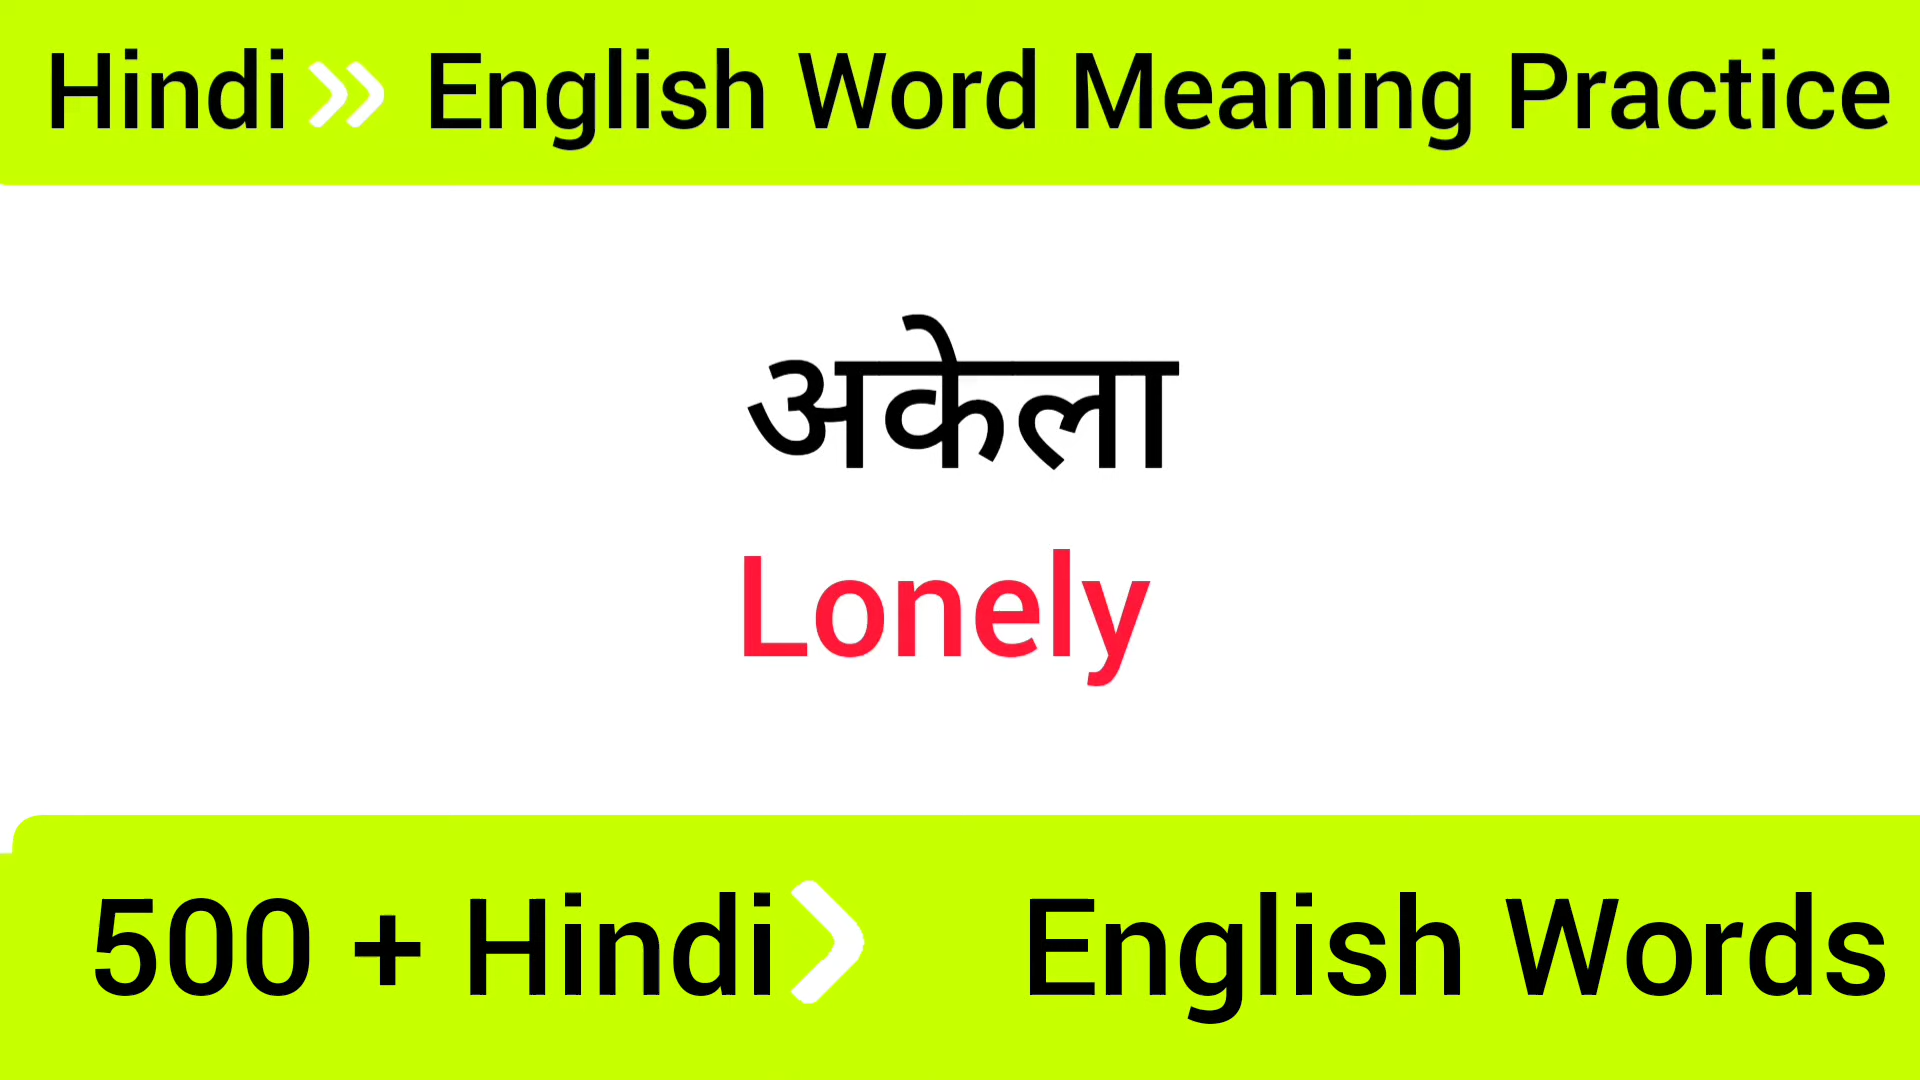 Hindi » English Word Meaning Practice
अकेला
Lonely
500 + Hindi › English Words